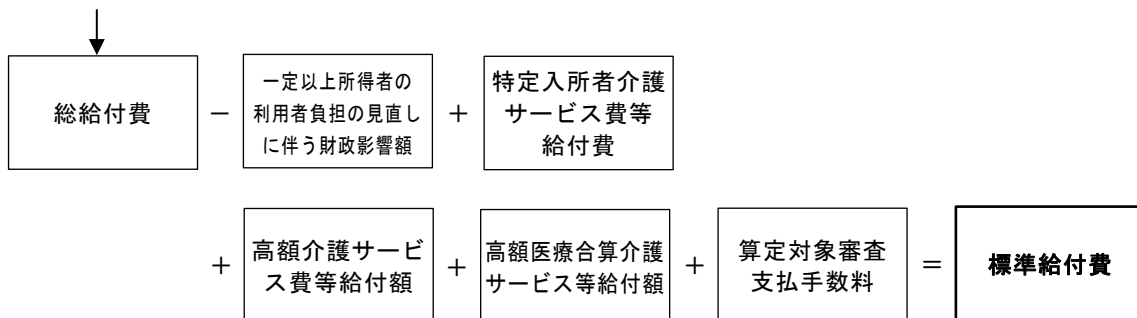 総給付費
－
一定以上所得者の
利用者負担の見直し
に伴う財政影響額
＋
特定入所者介護
サービス費等
給付費
＋
高額介護サービ
ス費等給付額
＋
高額医療合算介護
サービス等給付額
＋
算定対象審査
支払手数料
＝
標準給付費